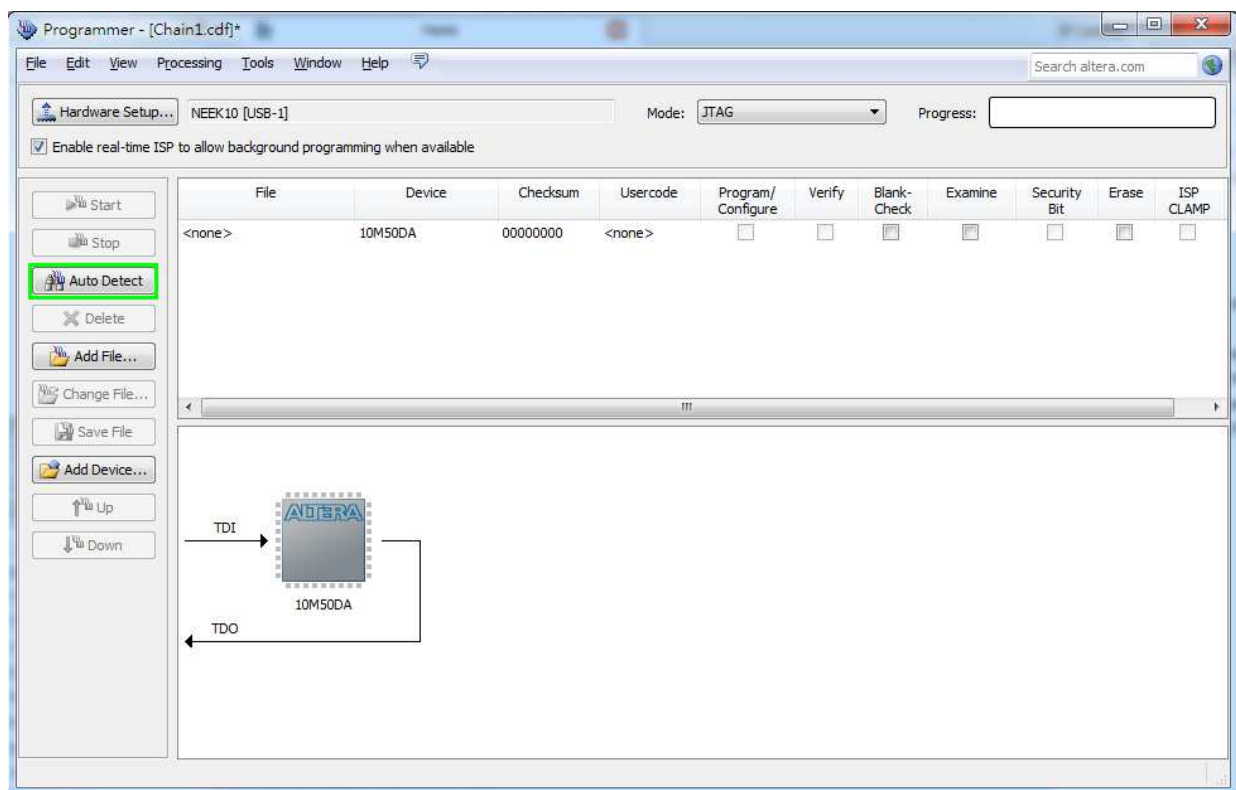 Programmer - [Chain1.cdf]*
File Edit View Processing Tools Window Help
Search altera.com
Hardware Setup... NEEK10 [USB-1] Mode: JTAG Progress:
Enable real-time ISP to allow background programming when available
Start
Stop
Auto Detect
Delete
Add File...
Change File...
Save File
Add Device...
Up
Down
File Device Checksum Usercode Program/ Verify Blank- Examine Security Erase ISP
Configure Check Bit CLAMP
<none> 10M50DA 00000000 <none>
ALTERA
TDI
10M50DA
TDO